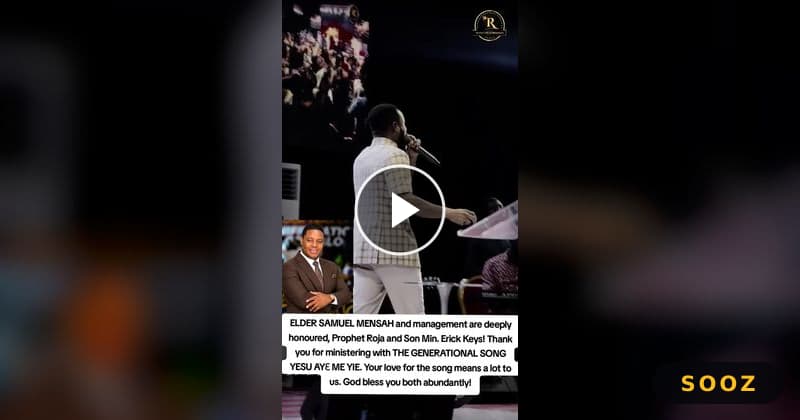 R
ELDER SAMUEL MENSAH and management are deeply
honoured, Prophet Roja and Son Min. Erick Keys! Thank
you for ministering with THE GENERATIONAL SONG
YESU AYE ME YIE. Your love for the song means a lot to
us. God bless you both abundantly!
SOOZ